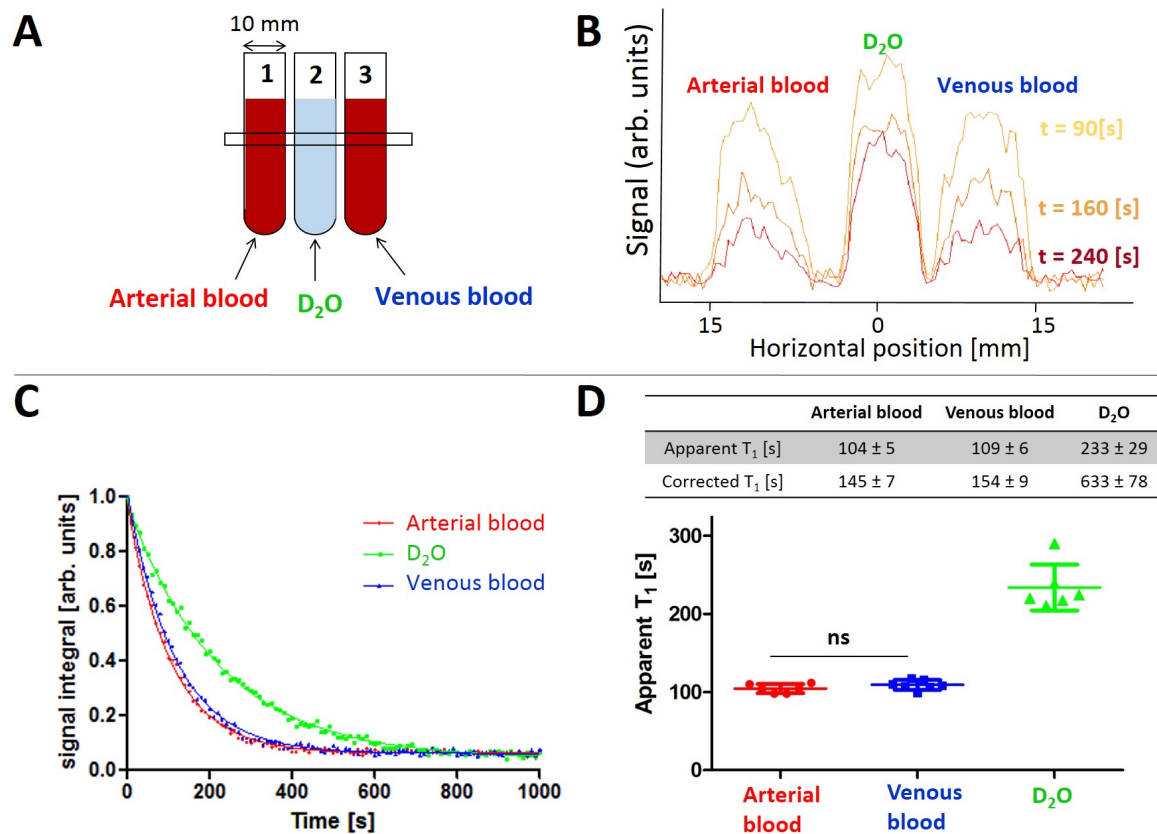 A
10 mm
1 2 3
Arterial blood
D₂O
Venous blood
B
D₂O
Arterial blood
Venous blood
t = 90[s]
t = 160 [s]
t = 240 [s]
Signal (arb. units)
15 0 15
Horizontal position [mm]
C
signal integral [arb. units]
1.0
0.8
0.6
0.4
0.2
0.0
0 200 400 600 800 1000
Time [s]
Arterial blood
D₂O
Venous blood
D
Arterial blood Venous blood D₂O
Apparent T₁ [s] 104 ± 5 109 ± 6 233 ± 29
Corrected T₁ [s] 145 ± 7 154 ± 9 633 ± 78
Apparent T₁ [s]
300
200
100
0
ns
Arterial
blood
Venous
blood
D₂O